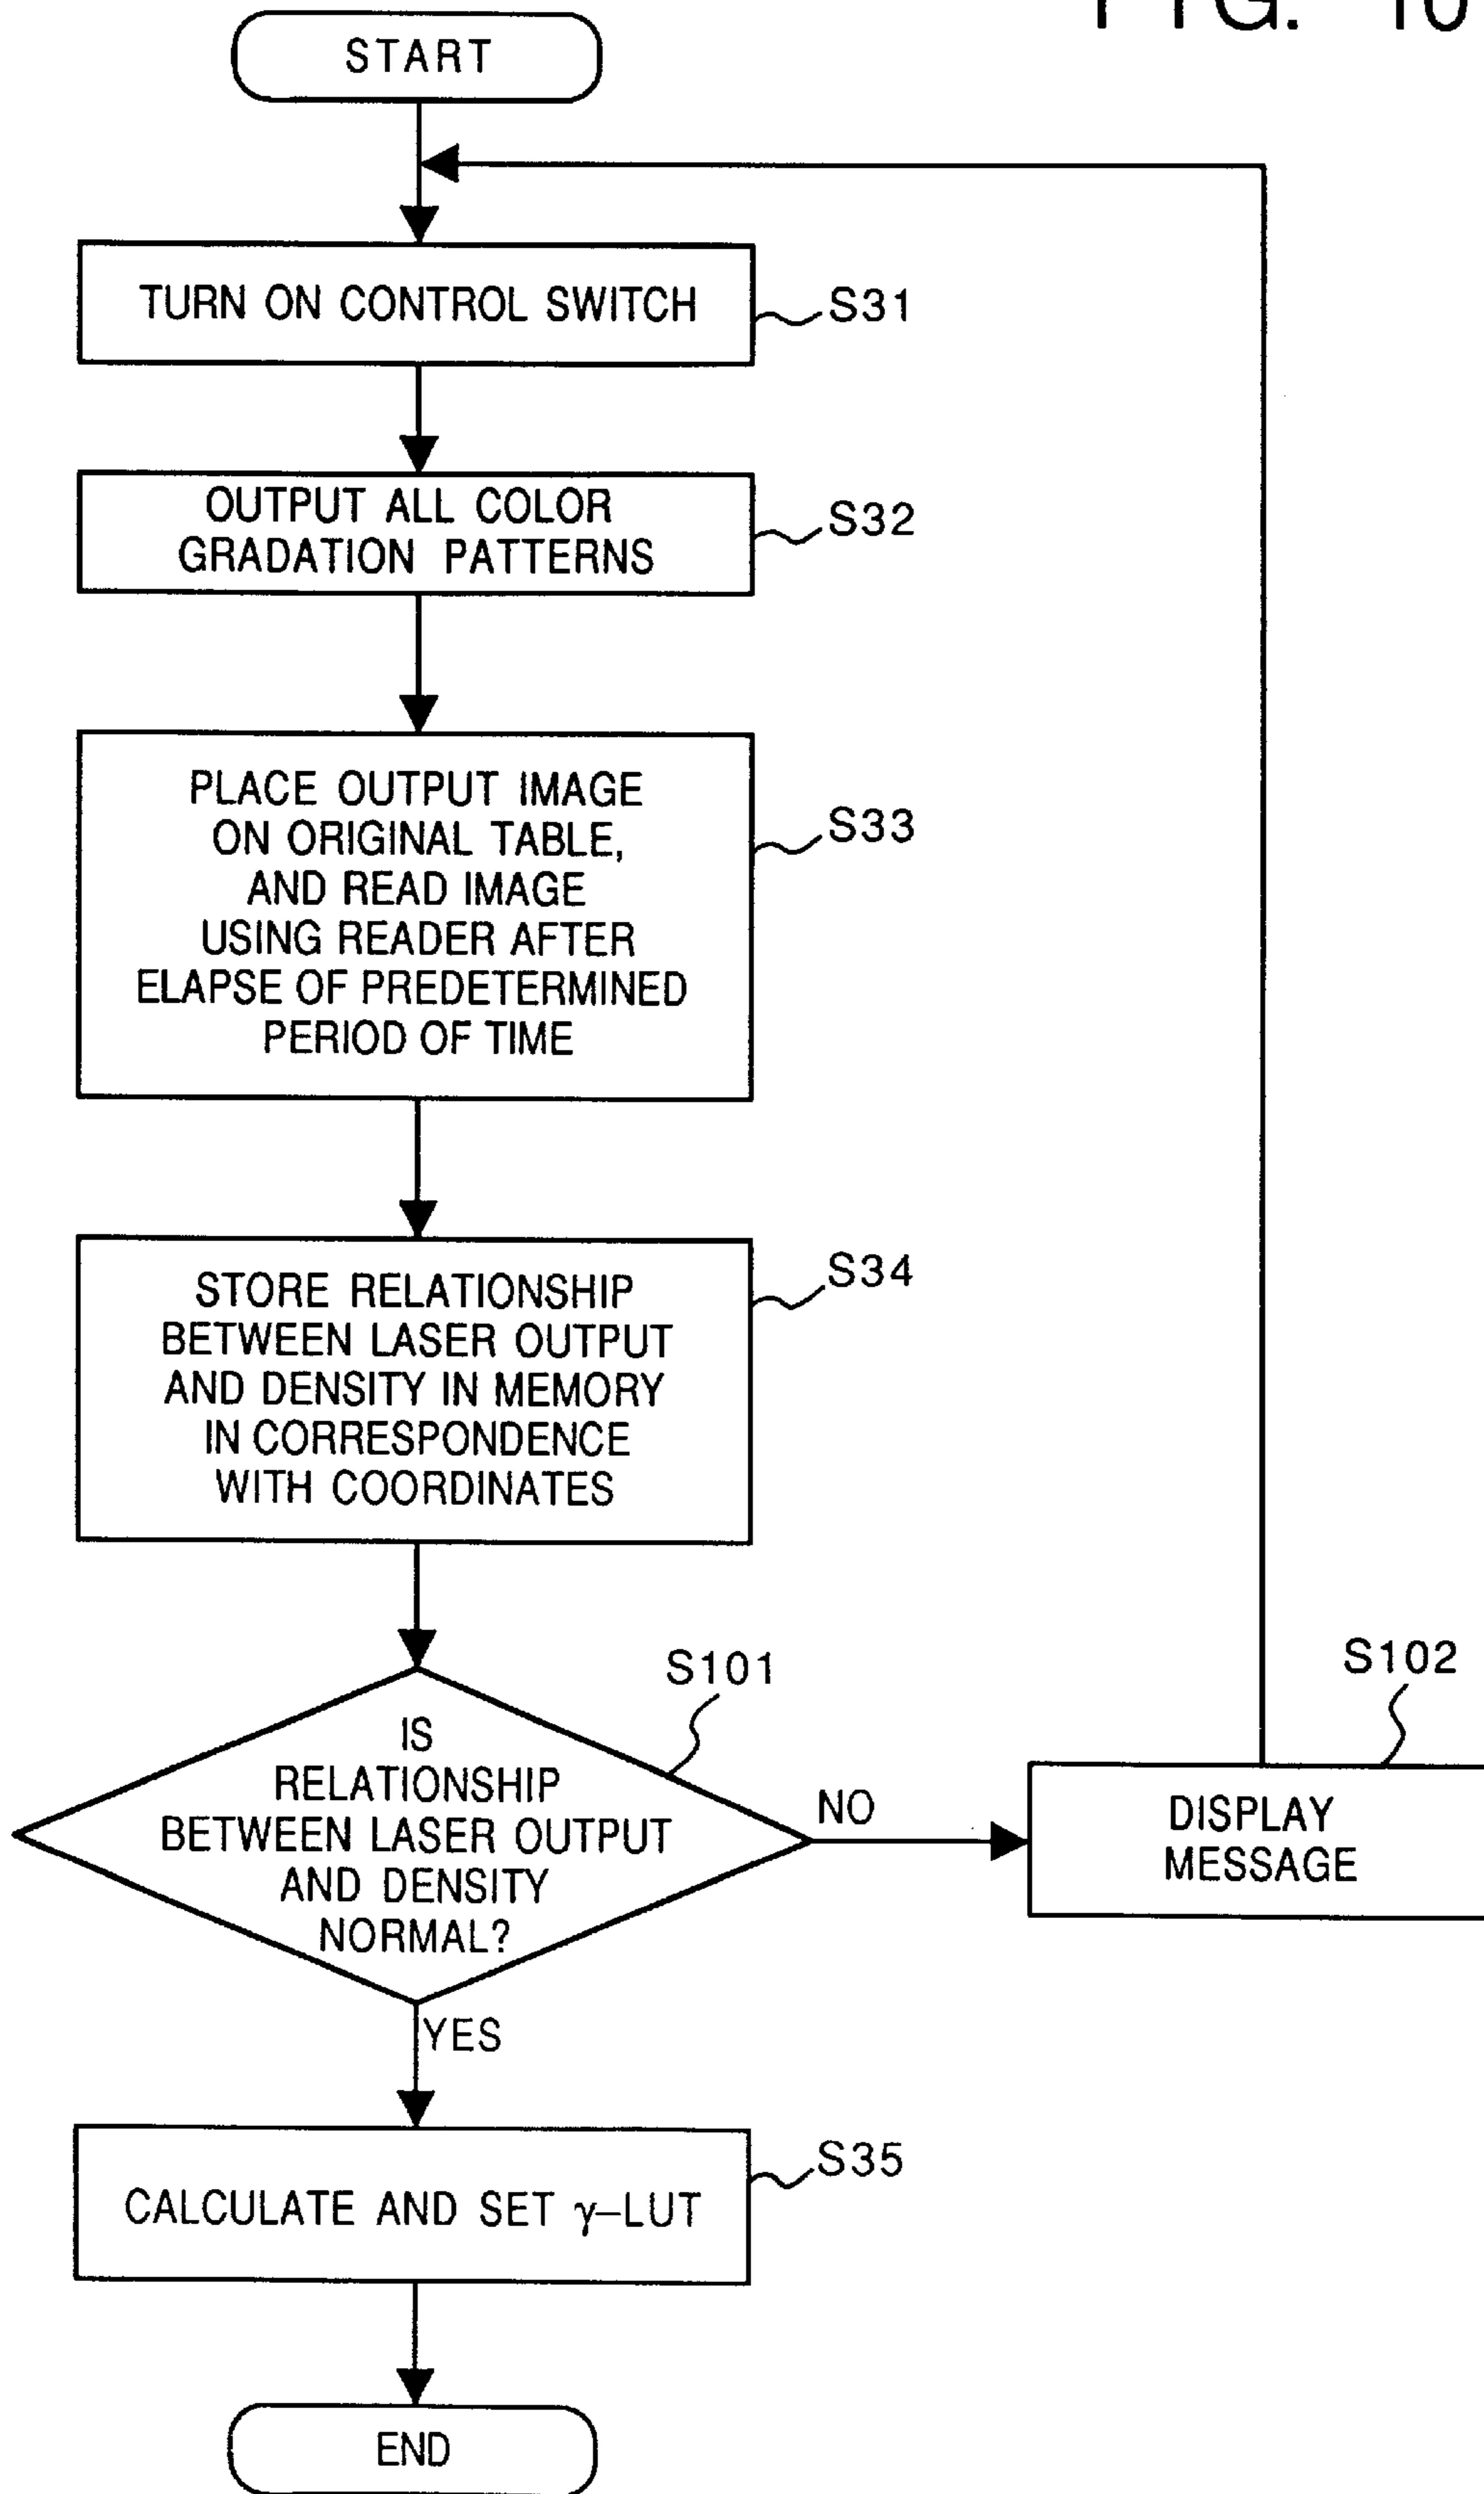 FIG. 10
START
TURN ON CONTROL SWITCH
S31
OUTPUT ALL COLOR
GRADATION PATTERNS
S32
PLACE OUTPUT IMAGE
ON ORIGINAL TABLE,
AND READ IMAGE
USING READER AFTER
ELAPSE OF PREDETERMINED
PERIOD OF TIME
S33
STORE RELATIONSHIP
BETWEEN LASER OUTPUT
AND DENSITY IN MEMORY
IN CORRESPONDENCE
WITH COORDINATES
S34
S101
IS
RELATIONSHIP
BETWEEN LASER OUTPUT
AND DENSITY
NORMAL?
NO
S102
DISPLAY
MESSAGE
YES
CALCULATE AND SET γ-LUT
S35
END